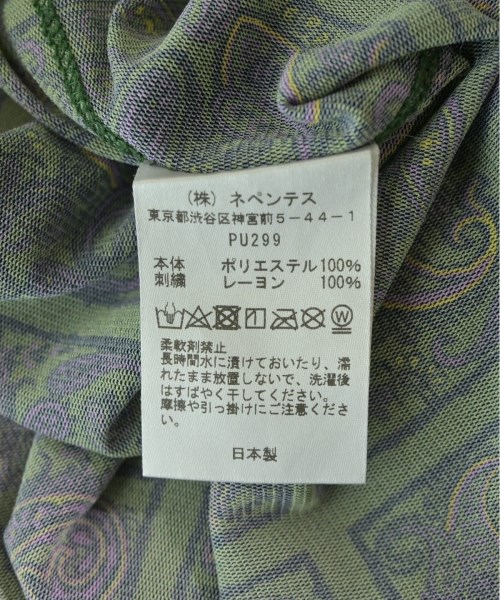 （株）ネペンテス
東京都渋谷区神宮前５－４４－１
PU299
本体 ポリエステル100%
刺繍 レーヨン 100%
W
柔軟剤禁止
長時間水に漬けておいたり、濡
れたまま放置しないで、洗濯後
はすばやく干してください。
摩擦や引っ掛けにご注意くださ
い。
日本製